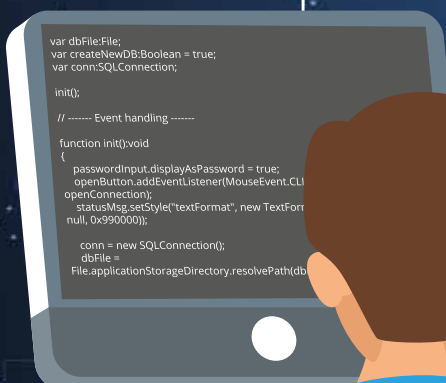 var dbFile:File;
var createNewDB:Boolean = true;
var conn:SQLConnection;
init();
// ------- Event handling -------
function init():void
{
passwordInput.displayAsPassword = true;
openButton.addEventListener(MouseEvent.CLI
openConnection);
statusMsg.setStyle("textFormat", new TextForm
null, 0x990000));
conn = new SQLConnection();
dbFile =
File.applicationStorageDirectory.resolvePath(db